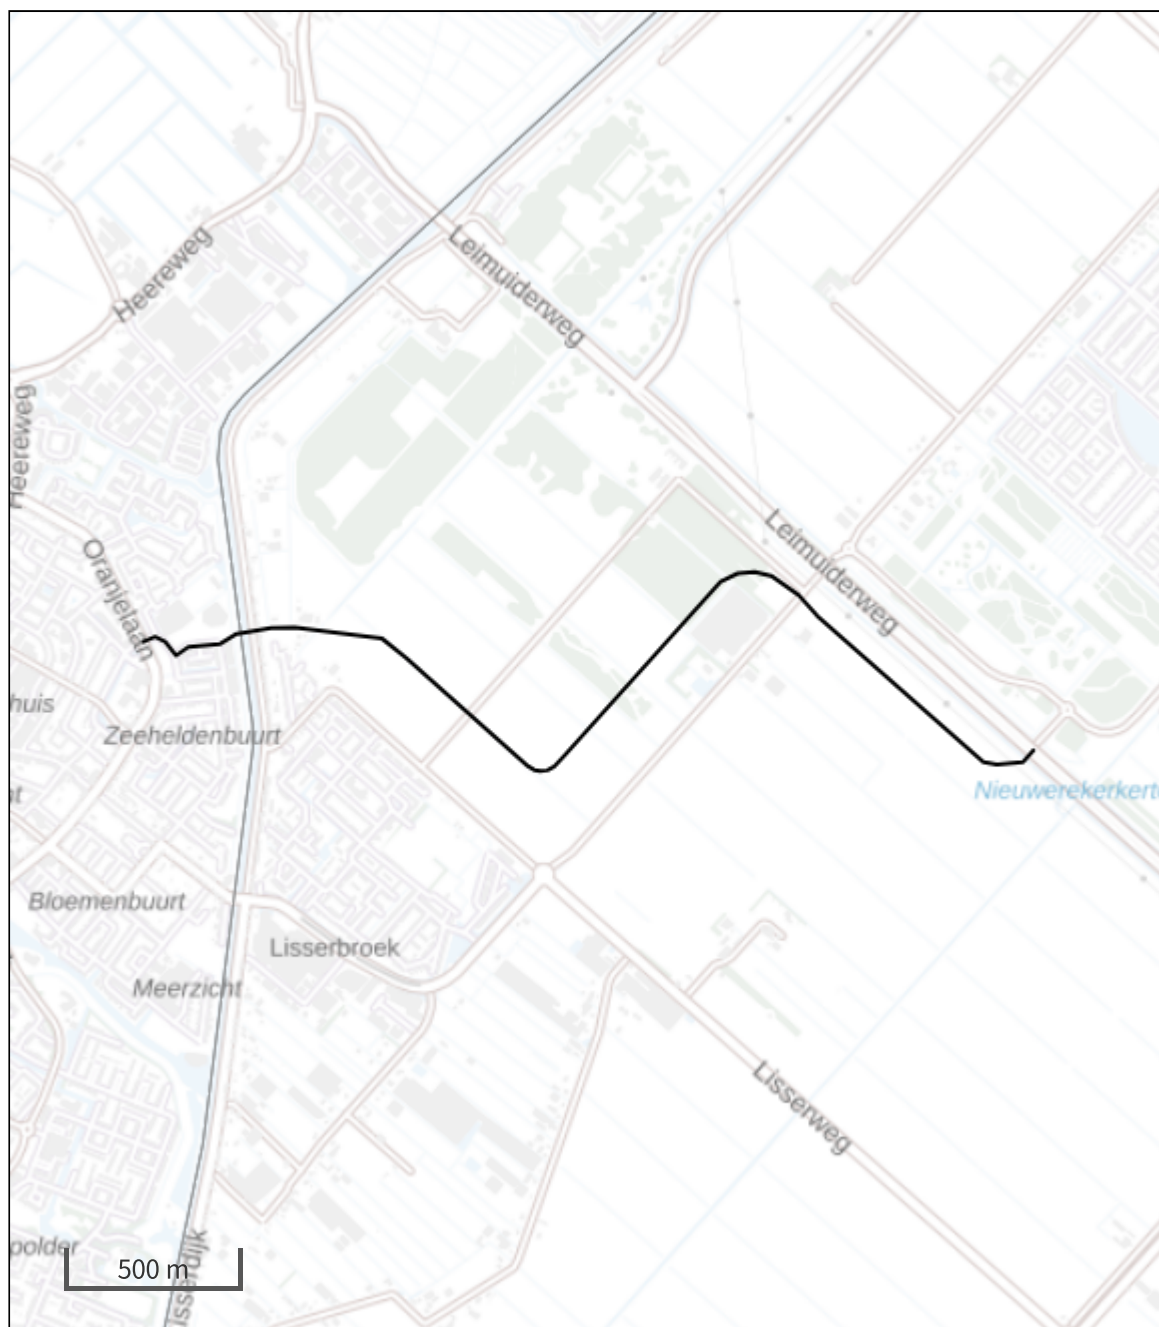 Heereweg
Leimuiderweg
Heereweg
Leimuiderweg
Oranjelaan
huis
Zeeheldenbuurt
Nieuwerekerkert
Bloemenbuurt
Lisserbroek
Meerzicht
Lisserweg
polder
500 m